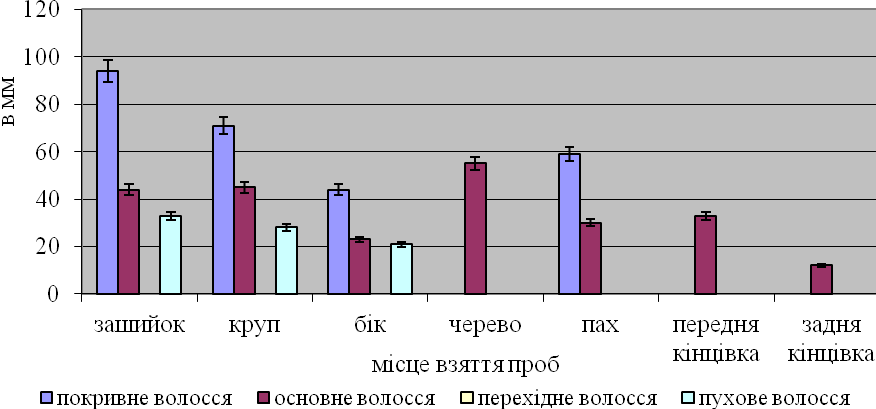 120
100
80
60
40
20
0
в мм
зашийок круп бік черево пах передня кінцівка задня кінцівка
місце взяття проб
покривне волосся основне волосся перехідне волосся пухове волосся